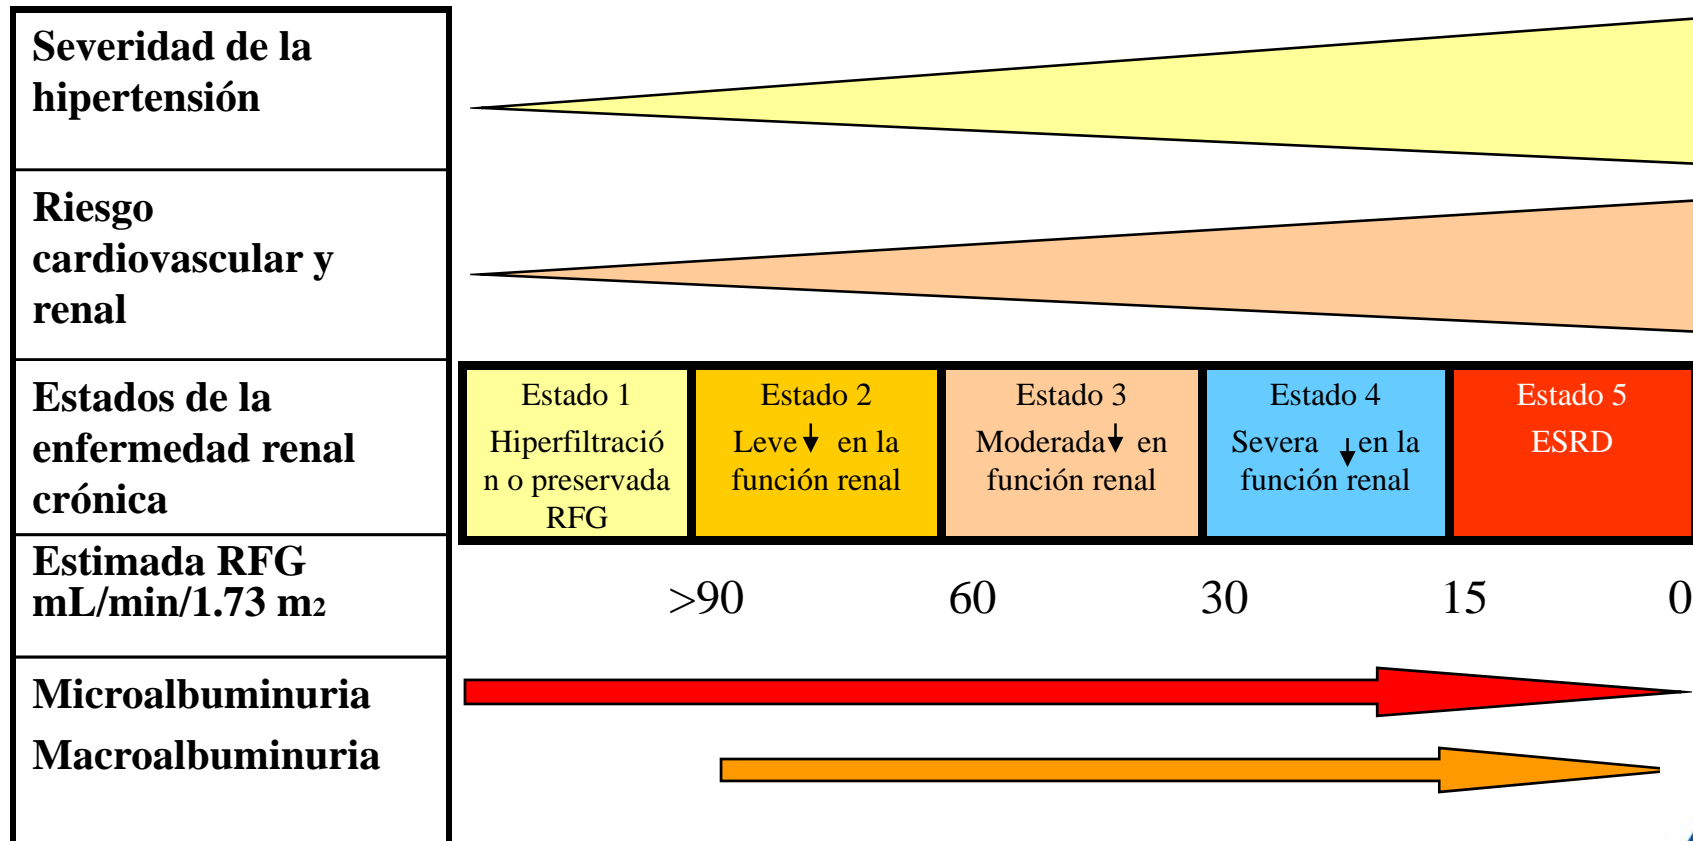 Severidad de la
hipertensión
Riesgo
cardiovascular y
renal
Estados de la
enfermedad renal
crónica
Estado 1
Hiperfiltració
n o preservada
RFG
Estado 2
Leve en la
función renal
Estado 3
Moderada en
función renal
Estado 4
Severa en la
función renal
Estado 5
ESRD
Estimada RFG
mL/min/1.73 m2
>90 60 30 15 0
Microalbuminuria
Macroalbuminuria